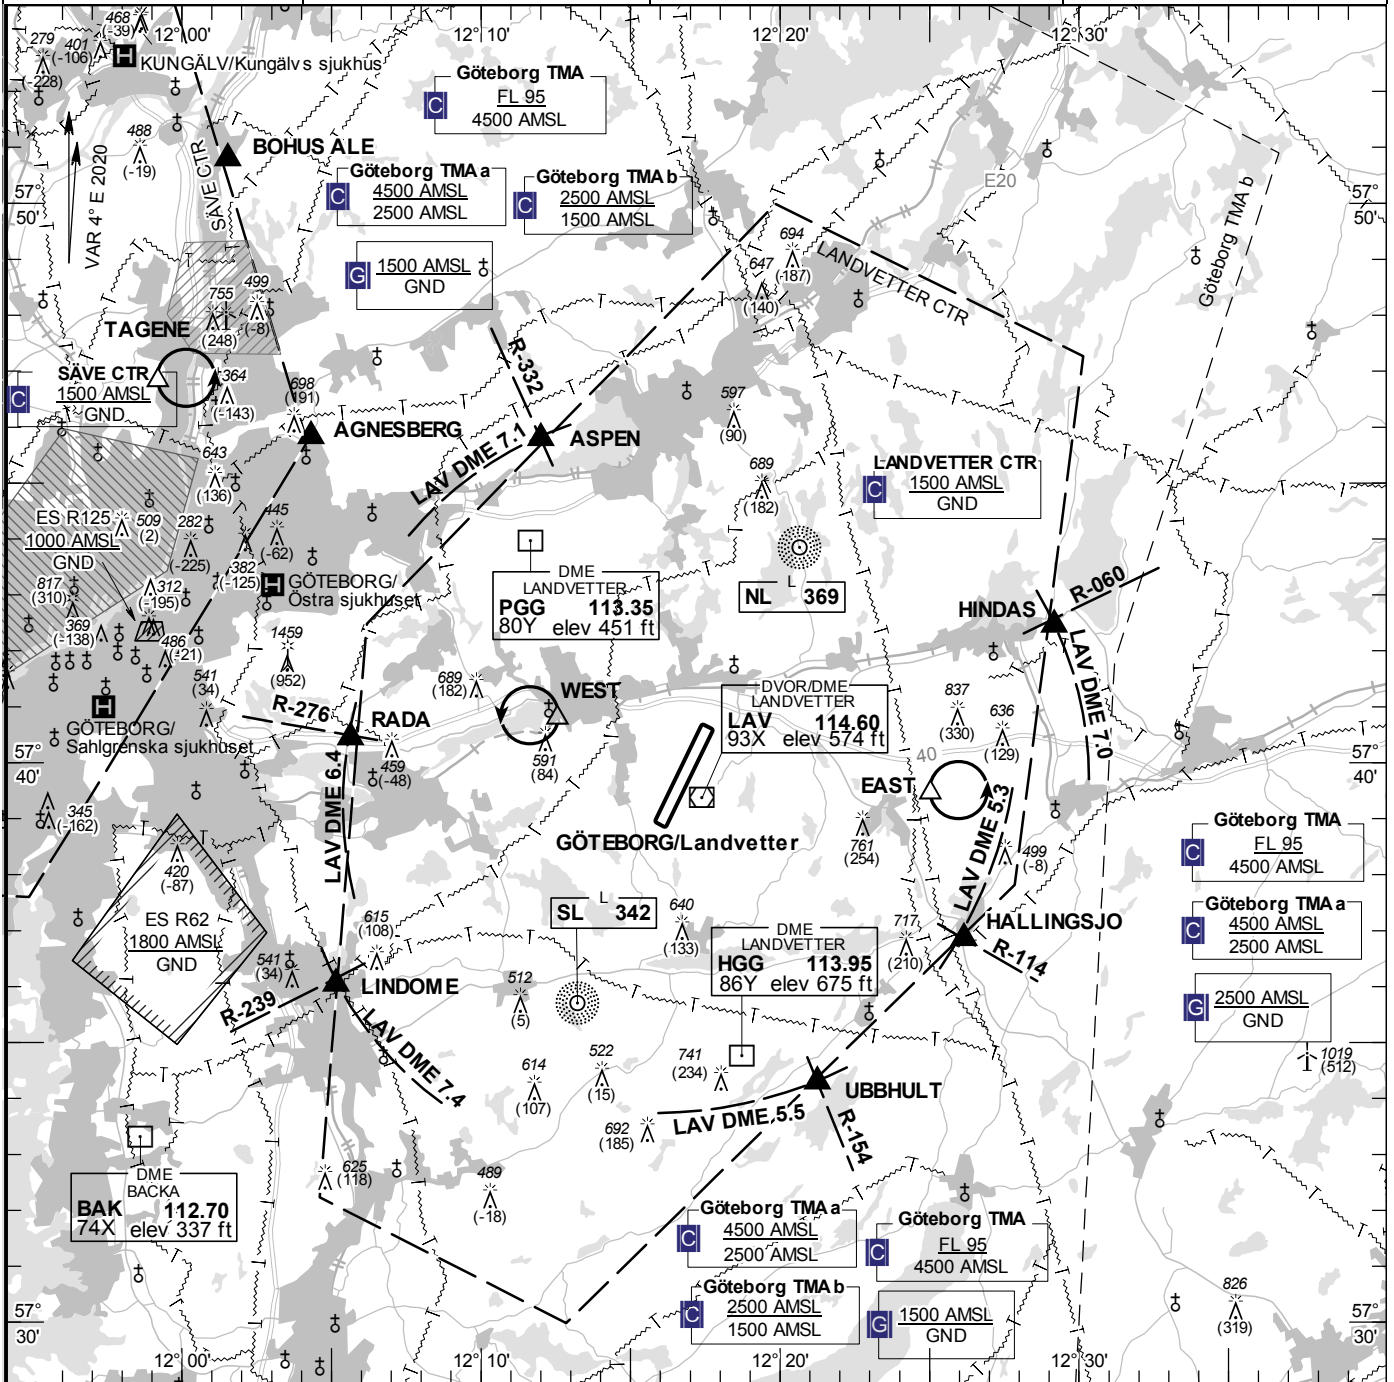 468
(-39)
279
(-228)
401
(-106)
12°00'
12°10'
12°20'
12°30'
H
KUNGÄLV/Kungälvs sjukhus
488
(-19)
VAR 4° E 2020
SÄVE CTR
BOHUS ALE
Göteborg TMA
C
FL 95
4500 AMSL
Göteborg TMA a
C
4500 AMSL
2500 AMSL
Göteborg TMA b
C
2500 AMSL
1500 AMSL
G
1500 AMSL
GND
57°
50'
57°
50'
E20
Göteborg TMA b
LANDVETTER CTR
694
(-187)
647
(140)
755
(248)
499
(-8)
TAGENE
SÄVE CTR
C
1500 AMSL
GND
364
(-143)
698
(191)
AGNESBERG
R-332
ASPEN
LAV DME 7.1
597
(90)
689
(182)
LANDVETTER CTR
C
1500 AMSL
GND
643
(136)
ES R125
1000 AMSL
GND
509
(2)
282
(-225)
445
(-62)
382
(-125)
H
GÖTEBORG/
Östra sjukhuset
817
(310)
312
(-195)
369
(-138)
486
(-21)
1459
(952)
541
(34)
DME
LANDVETTER
PGG 113.35
80Y elev 451 ft
L
NL 369
HINDAS
R-060
LAV DME 7.0
H
GÖTEBORG/
Sahlgrenska sjukhuset
R-276
RADA
689
(182)
WEST
459
(-48)
591
(84)
DVOR/DME
LANDVETTER
LAV 114.60
93X elev 574 ft
837
(330)
636
(129)
40
EAST
57°
40'
57°
40'
345
(-162)
LAV DME 6.4
GÖTEBORG/Landvetter
761
(254)
LAV DME 5.3
499
(-8)
Göteborg TMA
C
FL 95
4500 AMSL
420
(-87)
ES R62
1800 AMSL
GND
L
SL 342
615
(108)
640
(133)
717
(210)
HALLINGSJO
R-114
Göteborg TMA a
C
4500 AMSL
2500 AMSL
541
(34)
LINDOME
R-239
LAV DME 7.4
512
(5)
DME
LANDVETTER
HGG 113.95
86Y elev 675 ft
G
2500 AMSL
GND
1019
(512)
614
(107)
522
(15)
741
(234)
UBBHULT
LAV DME 5.5
R-154
692
(185)
DME
BACKA
BAK 112.70
74X elev 337 ft
625
(118)
489
(-18)
Göteborg TMA a
C
4500 AMSL
2500 AMSL
Göteborg TMA
C
FL 95
4500 AMSL
Göteborg TMA b
C
2500 AMSL
1500 AMSL
G
1500 AMSL
GND
826
(319)
57°
30'
57°
30'
12°00'
12°10'
12°20'
12°30'